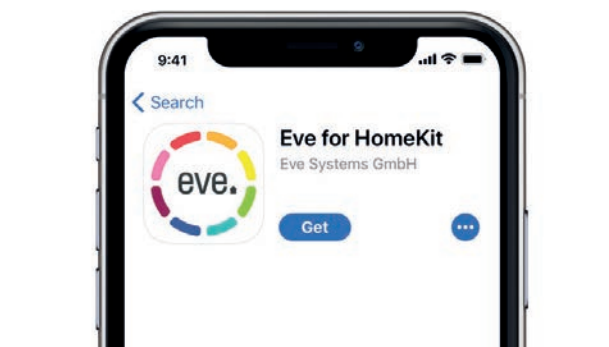 9:41
Search
Eve for HomeKit
Eve Systems GmbH
eve.
Get